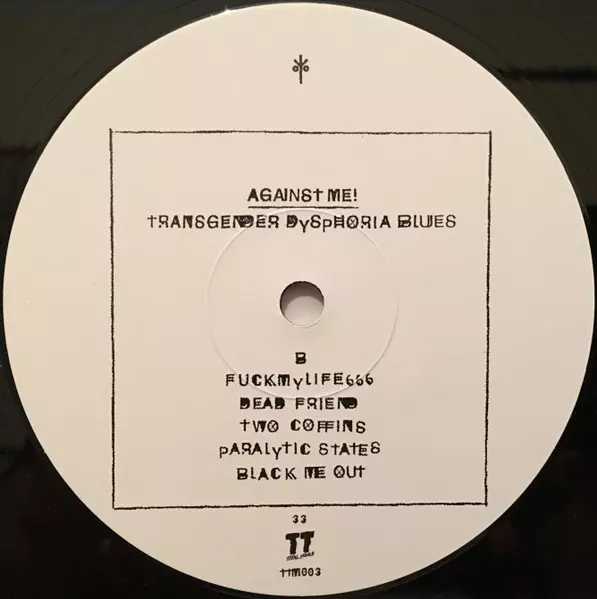 AGAINST ME!
TRANSGENDER DYSPHORIA BLUES
B
FUCKMYLIFE666
DEAD FRIEND
TWO COFFINS
PARALYTIC STATES
BLACK ME OUT
33
TT
TTM003